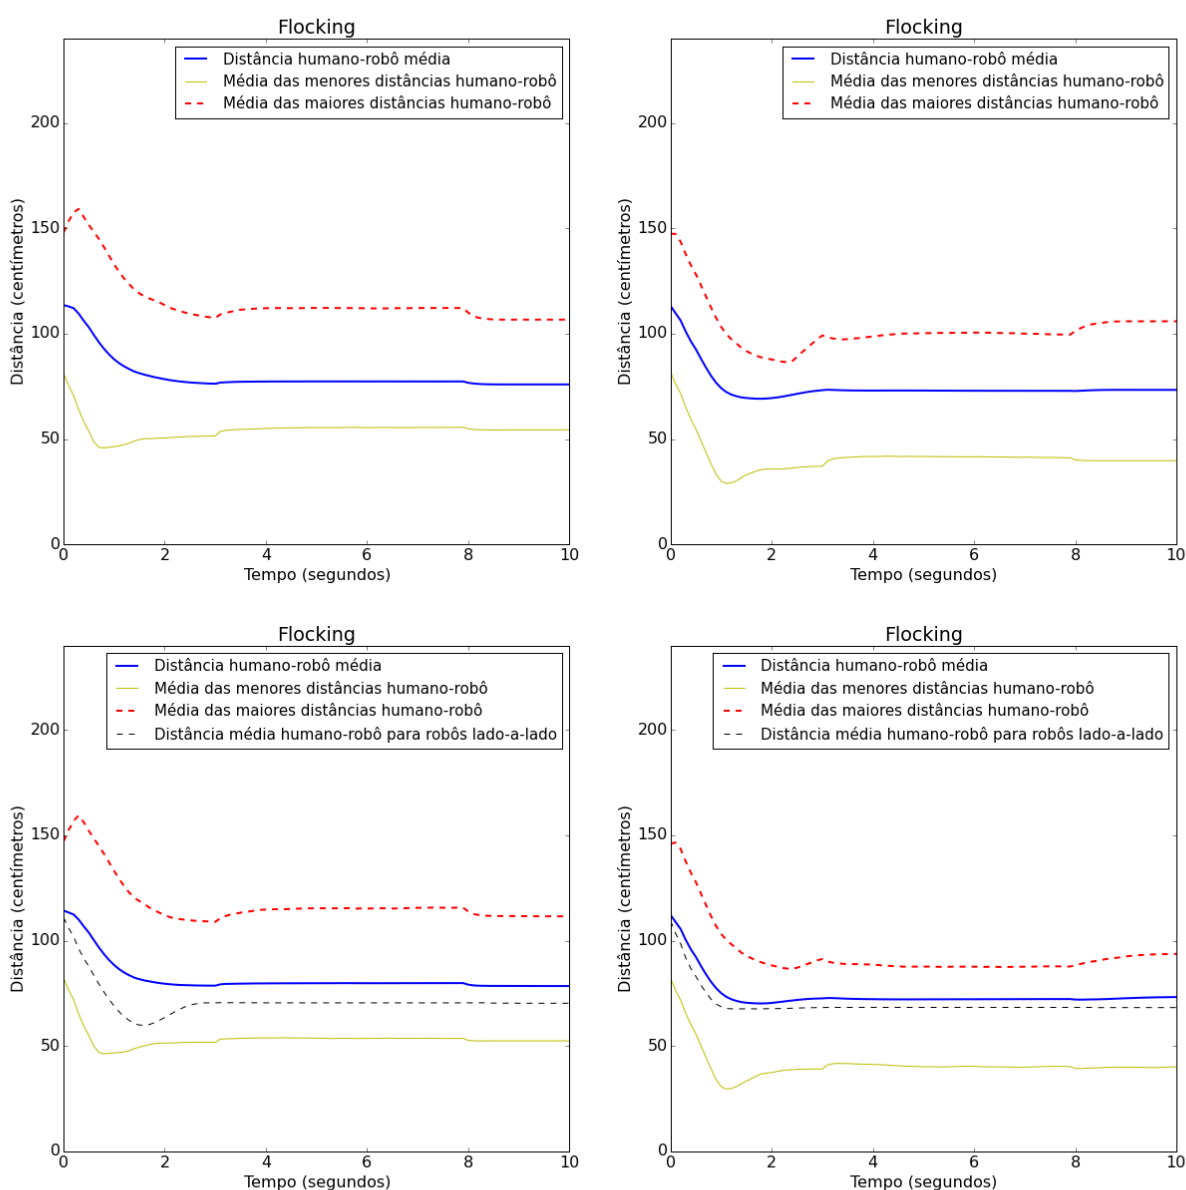 Flocking
Distância humano-robô média
Média das menores distâncias humano-robô
Média das maiores distâncias humano-robô
200
150
100
50
0
Distância (centímetros)
0 2 4 6 8 10
Tempo (segundos)
Flocking
Distância humano-robô média
Média das menores distâncias humano-robô
Média das maiores distâncias humano-robô
200
150
100
50
0
Distância (centímetros)
0 2 4 6 8 10
Tempo (segundos)
Flocking
Distância humano-robô média
Média das menores distâncias humano-robô
Média das maiores distâncias humano-robô
Distância média humano-robô para robôs lado-a-lado
200
150
100
50
0
Distância (centímetros)
0 2 4 6 8 10
Tempo (segundos)
Flocking
Distância humano-robô média
Média das menores distâncias humano-robô
Média das maiores distâncias humano-robô
Distância média humano-robô para robôs lado-a-lado
200
150
100
50
0
Distância (centímetros)
0 2 4 6 8 10
Tempo (segundos)